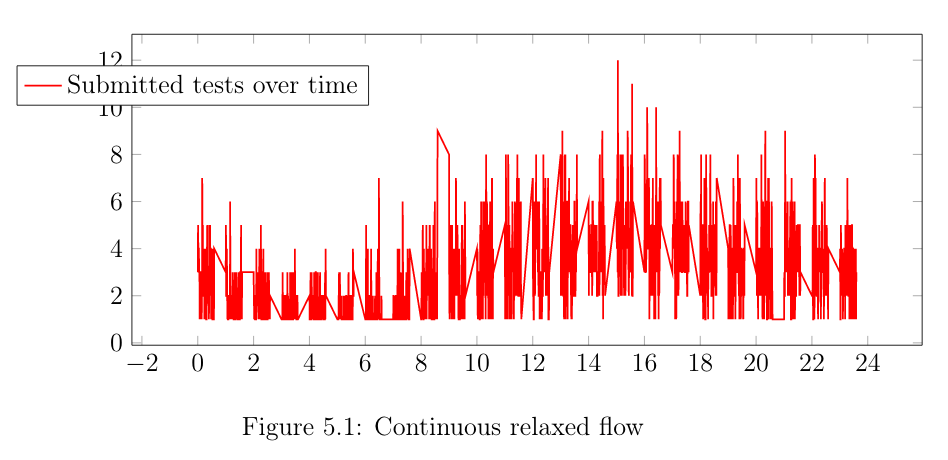 12
Submitted tests over time
10
8
6
4
2
0
−2 0 2 4 6 8 10 12 14 16 18 20 22 24
Figure 5.1: Continuous relaxed flow